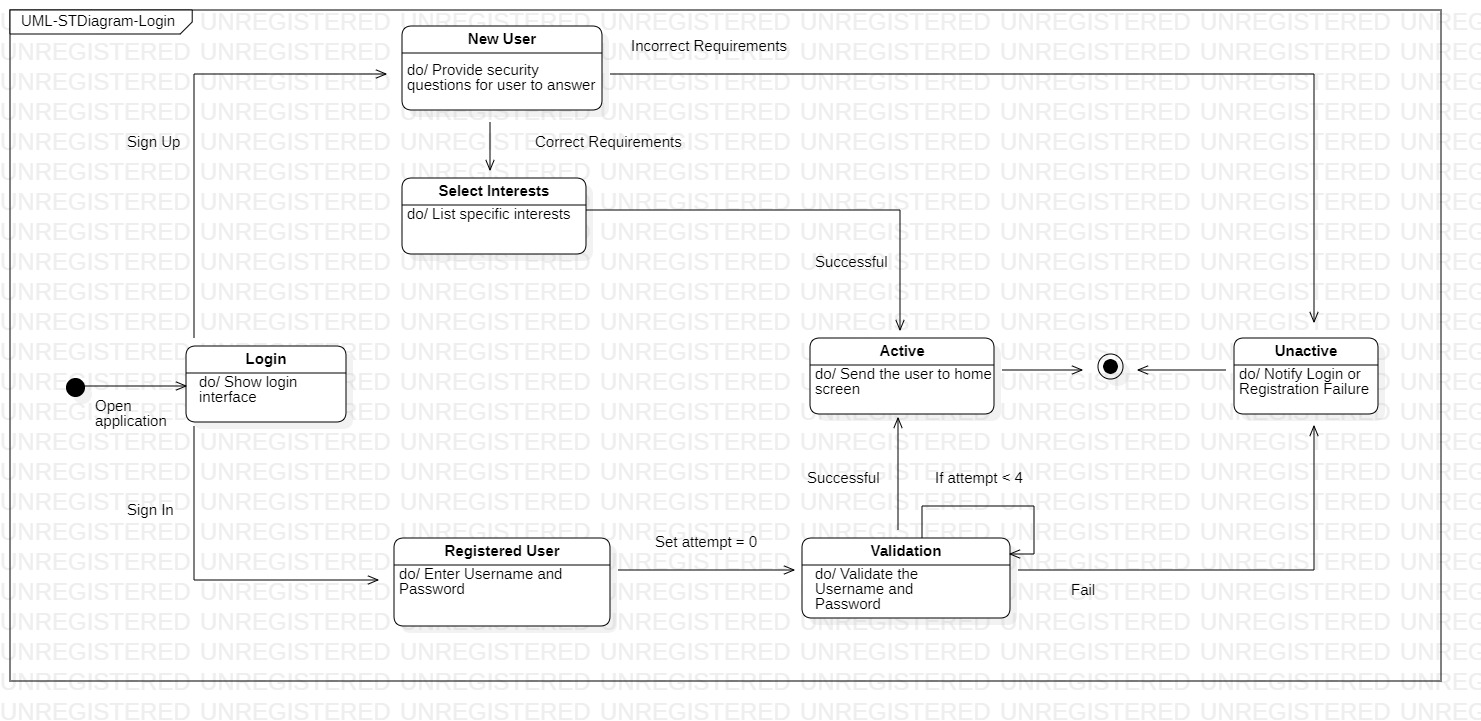 UML-STDiagram-Login
New User
Incorrect Requirements
do/ Provide security
questions for user to answer
Sign Up
Correct Requirements
Select Interests
do/ List specific interests
Successful
Login
do/ Show login
interface
Open
application
Active
do/ Send the user to home
screen
Unactive
do/ Notify Login or
Registration Failure
Successful
If attempt < 4
Sign In
Registered User
do/ Enter Username and
Password
Set attempt = 0
Validation
do/ Validate the
Username and
Password
Fail
UNREGISTERED